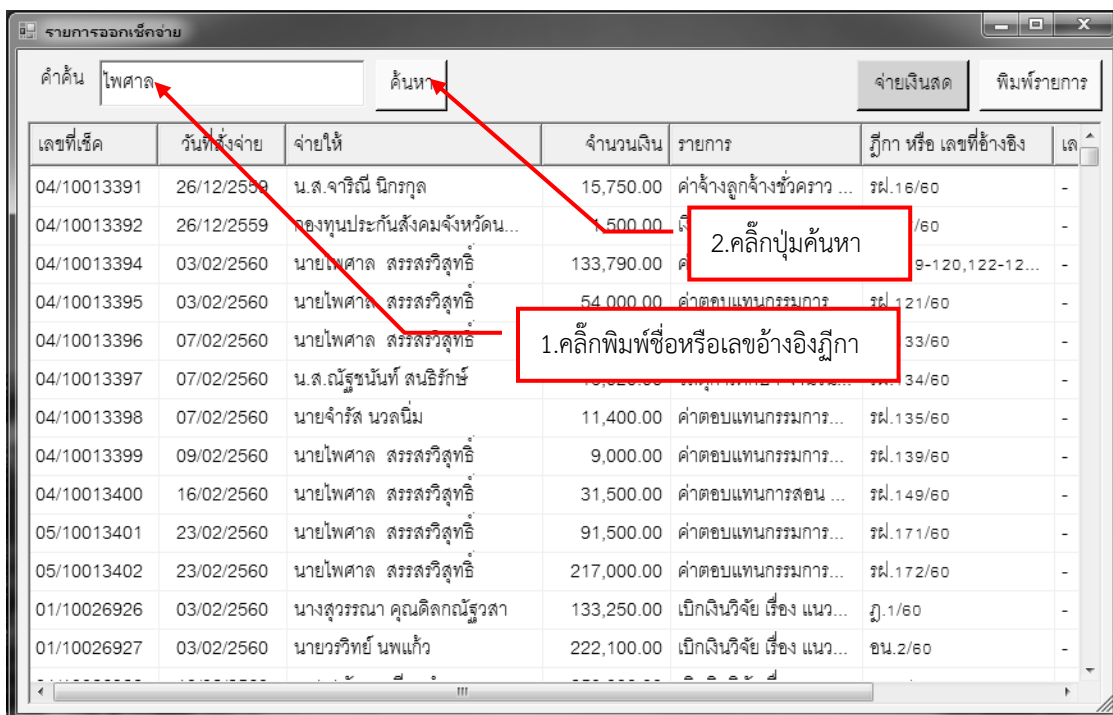 รายการออกเช็คจ่าย
คำค้น ไพศาล ค้นหา จ่ายเงินสด พิมพ์รายการ
เลขที่เช็ค วันที่สั่งจ่าย จ่ายให้ จำนวนเงิน รายการ ฎีกา หรือ เลขที่อ้างอิง เล
04/10013391 26/12/2559 น.ส.จาริณี นิกรกุล 15,750.00 ค่าจ้างลูกจ้างชั่วคราว ... รฝ.16/60 -
04/10013392 26/12/2559 กองทุนประกันสังคมจังหวัดน... 1,500.00 /60 -
2.คลิ๊กปุ่มค้นหา
04/10013394 03/02/2560 นายไพศาล สรรสรวิสุทธิ์ 133,790.00 9-120,122-12... -
04/10013395 03/02/2560 นายไพศาล สรรสรวิสุทธิ์ 54,000.00 ค่าตอบแทนกรรมการ รฝ.121/60 -
04/10013396 07/02/2560 นายไพศาล สรรสรวิสุทธิ์ 33/60 -
1.คลิ๊กพิมพ์ชื่อหรือเลขอ้างอิงฎีกา
04/10013397 07/02/2560 น.ส.ณัฐชนันท์ สนธิรักษ์ 34/60 -
04/10013398 07/02/2560 นายจำรัส นวลนิ่ม 11,400.00 ค่าตอบแทนกรรมการ... รฝ.135/60 -
04/10013399 09/02/2560 นายไพศาล สรรสรวิสุทธิ์ 9,000.00 ค่าตอบแทนกรรมการ... รฝ.139/60 -
04/10013400 16/02/2560 นายไพศาล สรรสรวิสุทธิ์ 31,500.00 ค่าตอบแทนการสอน ... รฝ.149/60 -
05/10013401 23/02/2560 นายไพศาล สรรสรวิสุทธิ์ 91,500.00 ค่าตอบแทนกรรมการ... รฝ.171/60 -
05/10013402 23/02/2560 นายไพศาล สรรสรวิสุทธิ์ 217,000.00 ค่าตอบแทนกรรมการ... รฝ.172/60 -
01/10026926 03/02/2560 นางสุวรรณา คุณดิลกณัฐวสา 133,250.00 เบิกเงินวิจัย เรื่อง แนว... ฎ.1/60 -
01/10026927 03/02/2560 นายวรวิทย์ นพแก้ว 222,100.00 เบิกเงินวิจัย เรื่อง แนว... อน.2/60 -